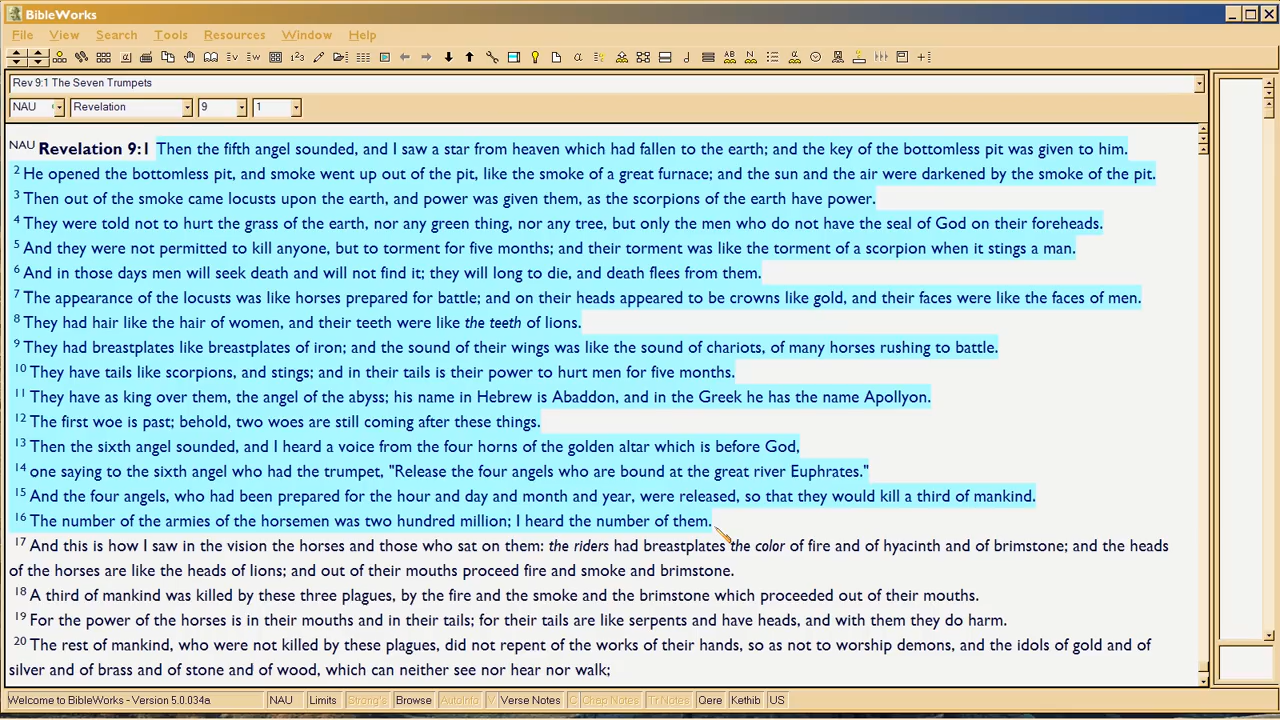 BibleWorks
File View Search Tools Resources Window Help
Rev 9:1 The Seven Trumpets
NAU Revelation 9 1
NAU Revelation 9:1 Then the fifth angel sounded, and I saw a star from heaven which had fallen to the earth; and the key of the bottomless pit was given to him.
2 He opened the bottomless pit, and smoke went up out of the pit, like the smoke of a great furnace; and the sun and the air were darkened by the smoke of the pit.
3 Then out of the smoke came locusts upon the earth, and power was given them, as the scorpions of the earth have power.
4 They were told not to hurt the grass of the earth, nor any green thing, nor any tree, but only the men who do not have the seal of God on their foreheads.
5 And they were not permitted to kill anyone, but to torment for five months; and their torment was like the torment of a scorpion when it stings a man.
6 And in those days men will seek death and will not find it; they will long to die, and death flees from them.
7 The appearance of the locusts was like horses prepared for battle; and on their heads appeared to be crowns like gold, and their faces were like the faces of men.
8 They had hair like the hair of women, and their teeth were like the teeth of lions.
9 They had breastplates like breastplates of iron; and the sound of their wings was like the sound of chariots, of many horses rushing to battle.
10 They have tails like scorpions, and stings; and in their tails is their power to hurt men for five months.
11 They have as king over them, the angel of the abyss; his name in Hebrew is Abaddon, and in the Greek he has the name Apollyon.
12 The first woe is past; behold, two woes are still coming after these things.
13 Then the sixth angel sounded, and I heard a voice from the four horns of the golden altar which is before God,
14 one saying to the sixth angel who had the trumpet, "Release the four angels who are bound at the great river Euphrates."
15 And the four angels, who had been prepared for the hour and day and month and year, were released, so that they would kill a third of mankind.
16 The number of the armies of the horsemen was two hundred million; I heard the number of them.
17 And this is how I saw in the vision the horses and those who sat on them: the riders had breastplates the color of fire and of hyacinth and of brimstone; and the heads
of the horses are like the heads of lions; and out of their mouths proceed fire and smoke and brimstone.
18 A third of mankind was killed by these three plagues, by the fire and the smoke and the brimstone which proceeded out of their mouths.
19 For the power of the horses is in their mouths and in their tails; for their tails are like serpents and have heads, and with them they do harm.
20 The rest of mankind, who were not killed by these plagues, did not repent of the works of their hands, so as not to worship demons, and the idols of gold and of
silver and of brass and of stone and of wood, which can neither see nor hear nor walk;
Welcome to BibleWorks - Version 5.0.034a NAU Limits Strong's Browse AutoInfo V Verse Notes C Chap Notes Tr.Notes Qere Kethib US